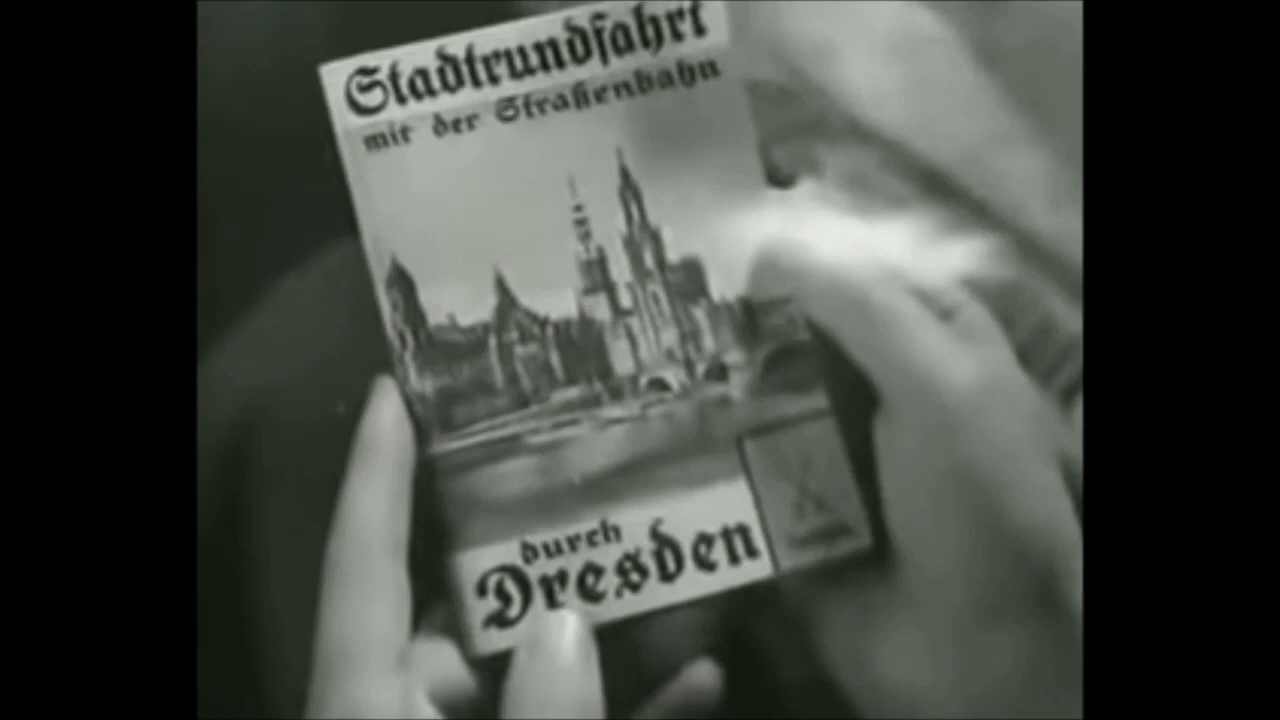 Stadtrundfahrt
mit der Straßenbahn
durch
Dresden